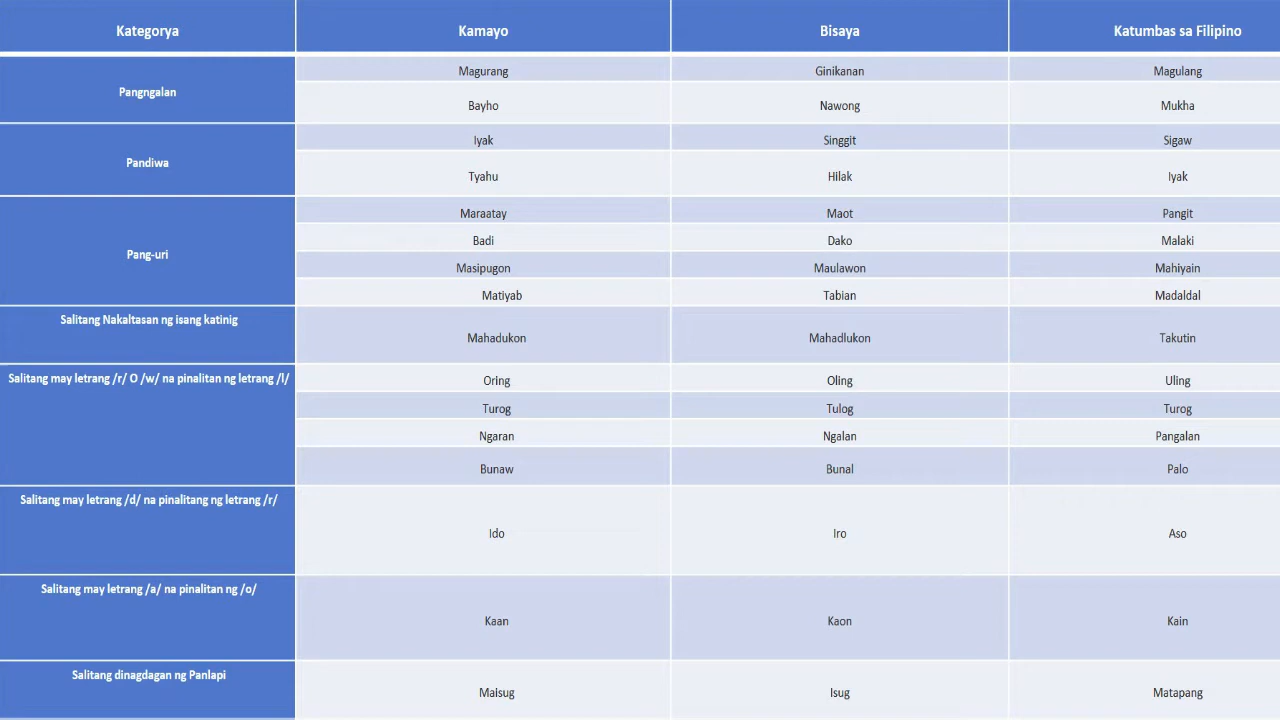 Kategorya Kamayo Bisaya Katumbas sa Filipino
Pangngalan
Magurang Ginikanan Magulang
Bayho Nawong Mukha
Pandiwa
Iyak Singgit Sigaw
Tyahu Hilak Iyak
Pang-uri
Maraatay Maot Pangit
Badi Dako Malaki
Masipugon Maulawon Mahiyain
Matiyab Tabian Madaldal
Salitang Nakaltasan ng isang katinig
Mahadukon Mahadlukon Takutin
Salitang may letrang /r/ O /w/ na pinalitan ng letrang /l/
Oring Oling Uling
Turog Tulog Turog
Ngaran Ngalan Pangalan
Bunaw Bunal Palo
Salitang may letrang /d/ na pinalitang ng letrang /r/
Ido Iro Aso
Salitang may letrang /a/ na pinalitan ng /o/
Kaan Kaon Kain
Salitang dinagdagan ng Panlapi
Maisug Isug Matapang